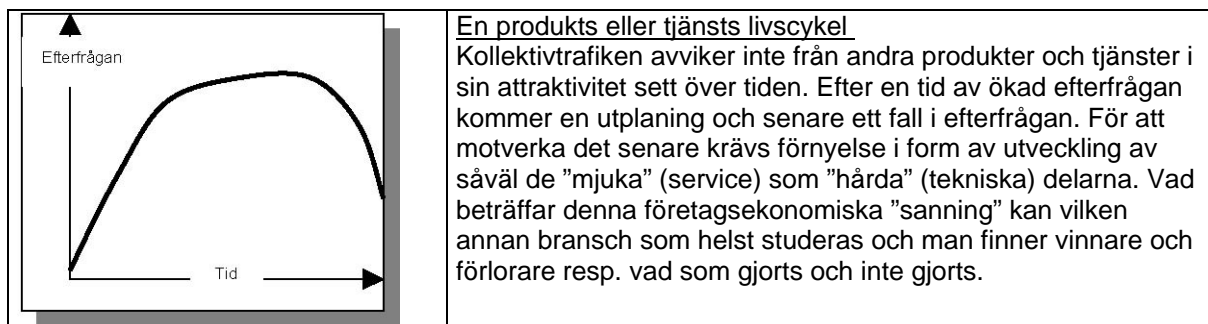 Efterfrågan
Tid
En produkts eller tjänsts livscykel
Kollektivtrafiken avviker inte från andra produkter och tjänster i
sin attraktivitet sett över tiden. Efter en tid av ökad efterfrågan
kommer en utplaning och senare ett fall i efterfrågan. För att
motverka det senare krävs förnyelse i form av utveckling av
såväl de ”mjuka” (service) som ”hårda” (tekniska) delarna. Vad
beträffar denna företagsekonomiska ”sanning” kan vilken
annan bransch som helst studeras och man finner vinnare och
förlorare resp. vad som gjorts och inte gjorts.